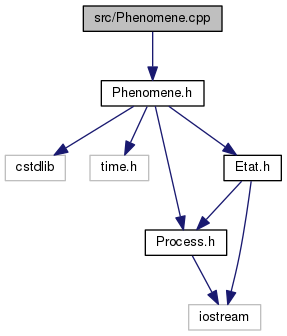 src/Phenomene.cpp
Phenomene.h
cstdlib
time.h
Etat.h
Process.h
iostream